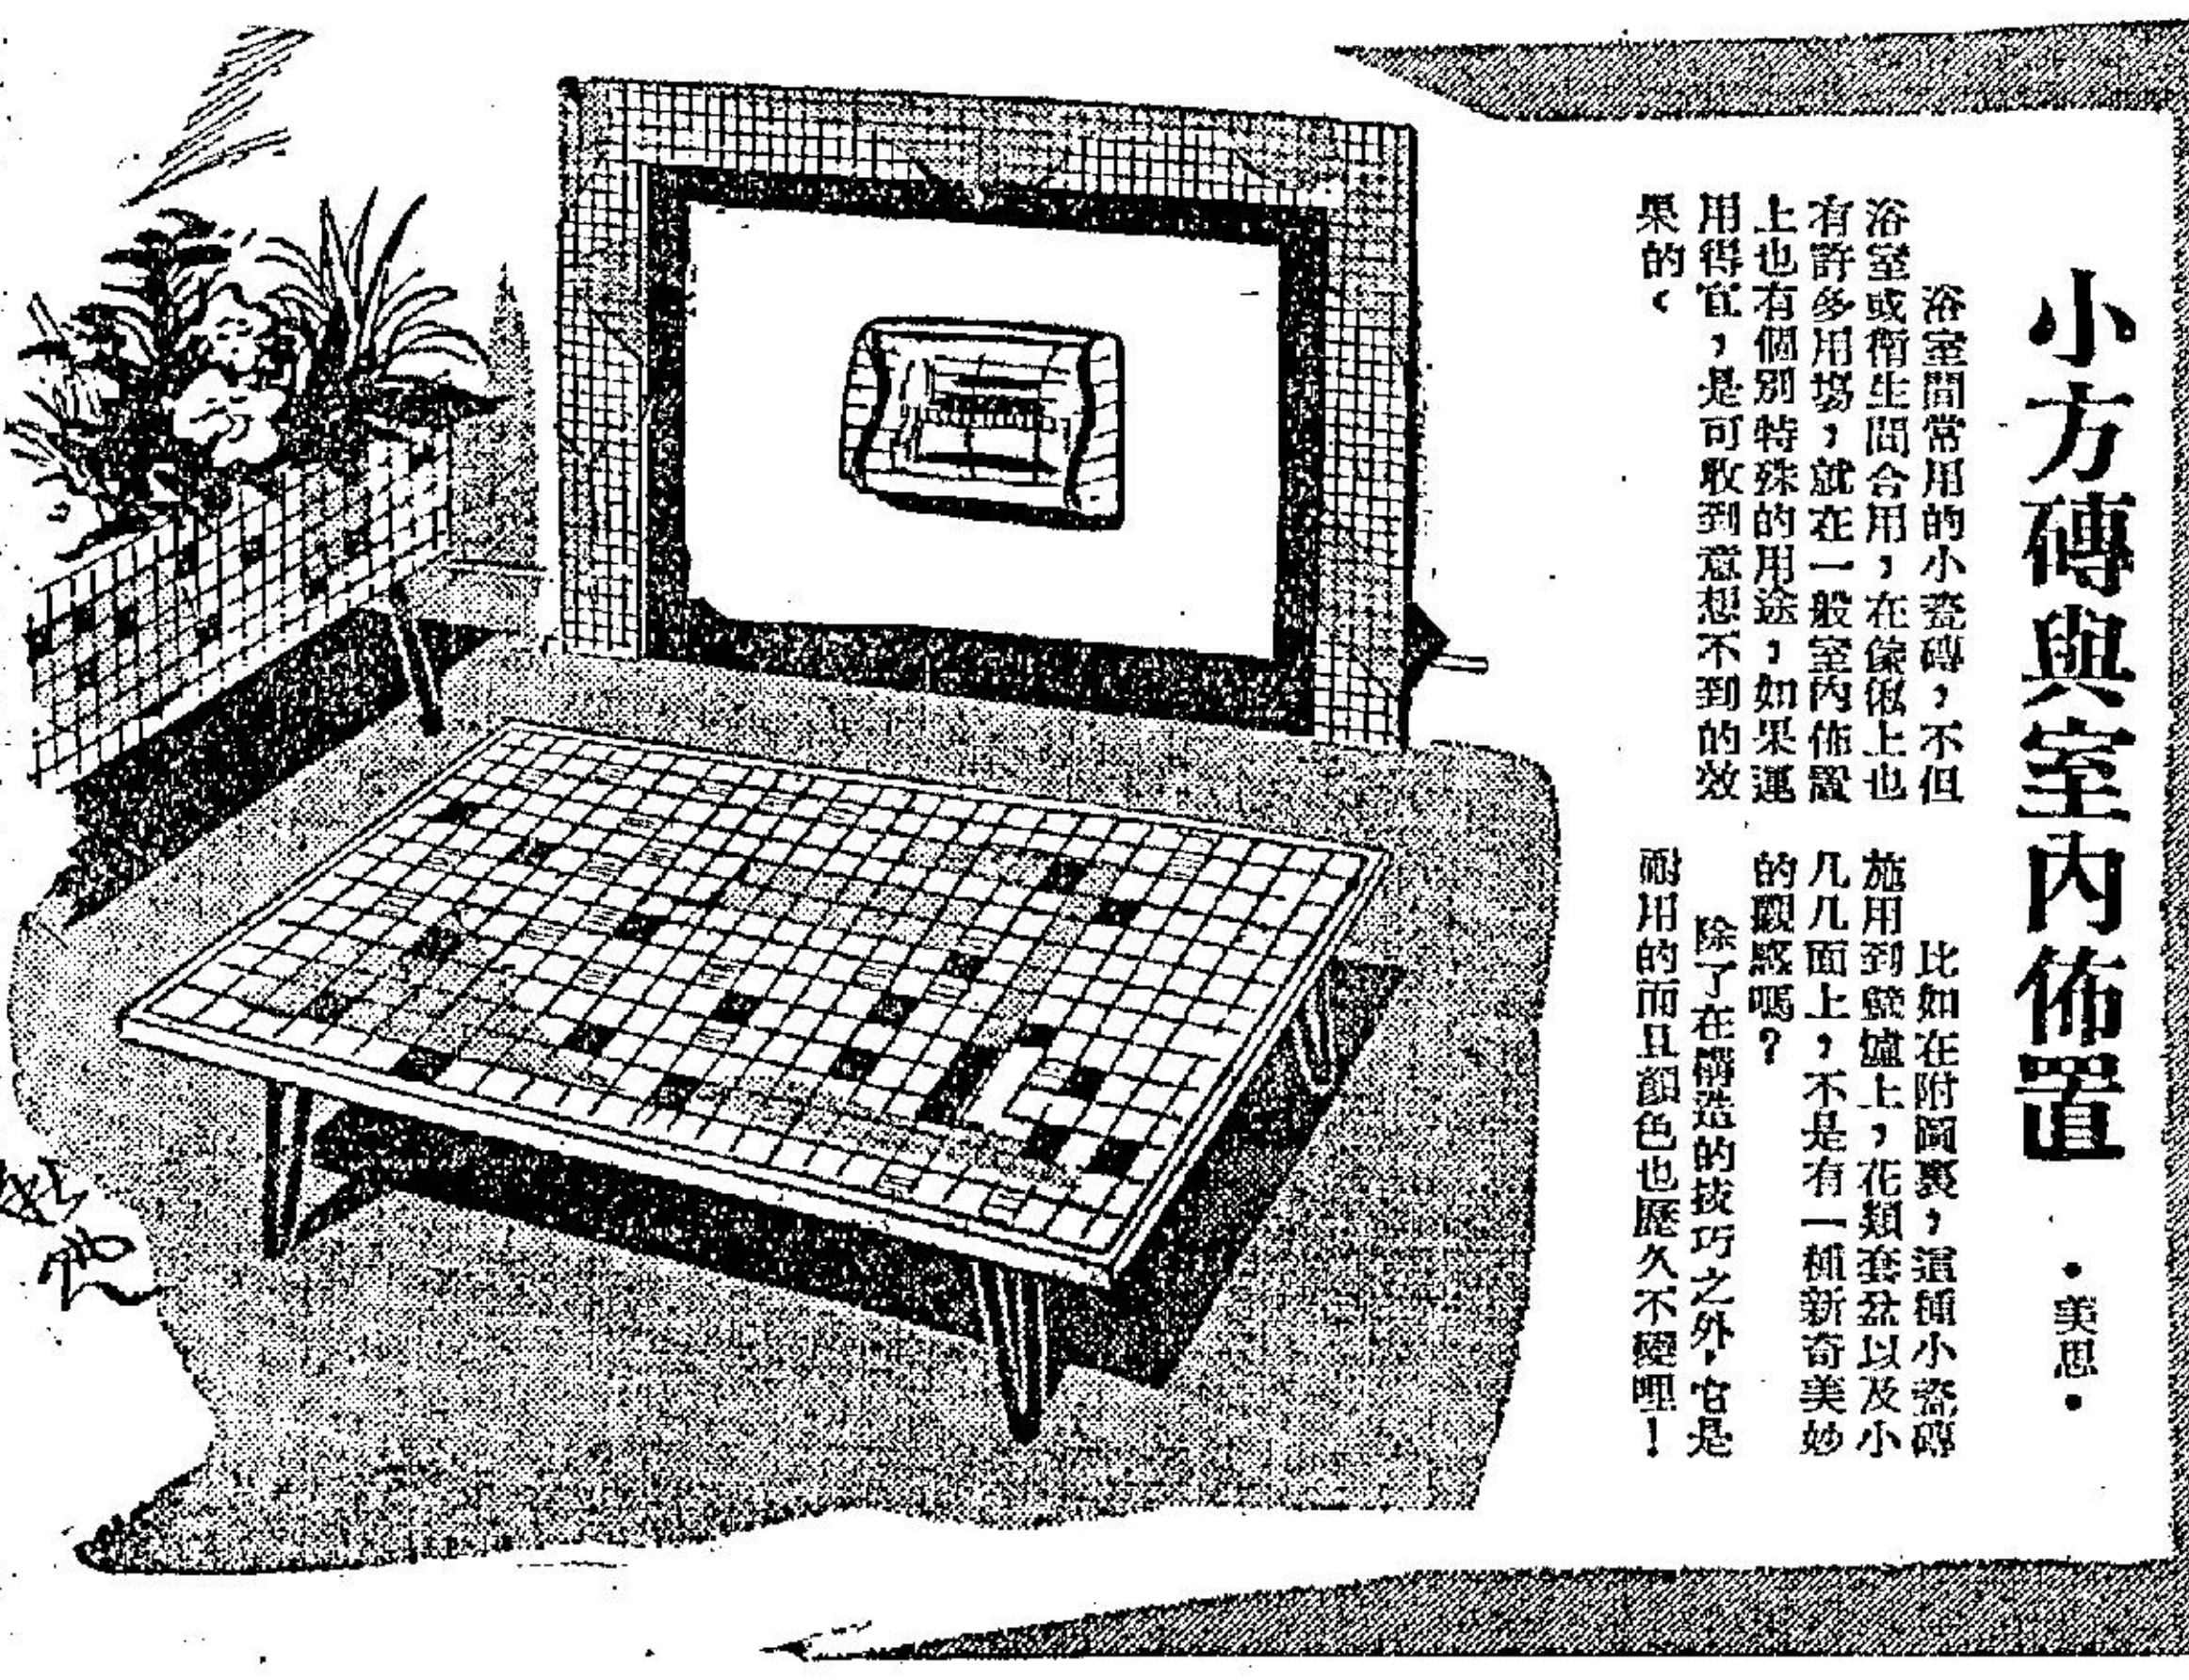 小方磚與室內佈置
•美思•
浴室間常用的小瓷磚，不但
浴室或衛生間合用，在傢俬上也
有許多用塲，就在一般室內佈置
上也有個別特殊的用途，如果運
用得宜，是可收到意想不到的效
果的。
比如在附圖裏，這種小瓷磚
施用到壁爐上，花類套盆以及小
几几面上，不是有一種新奇美妙
的觀感嗎？
除了在構造的技巧之外，它是
耐用的而且顏色也歷久不變哩！